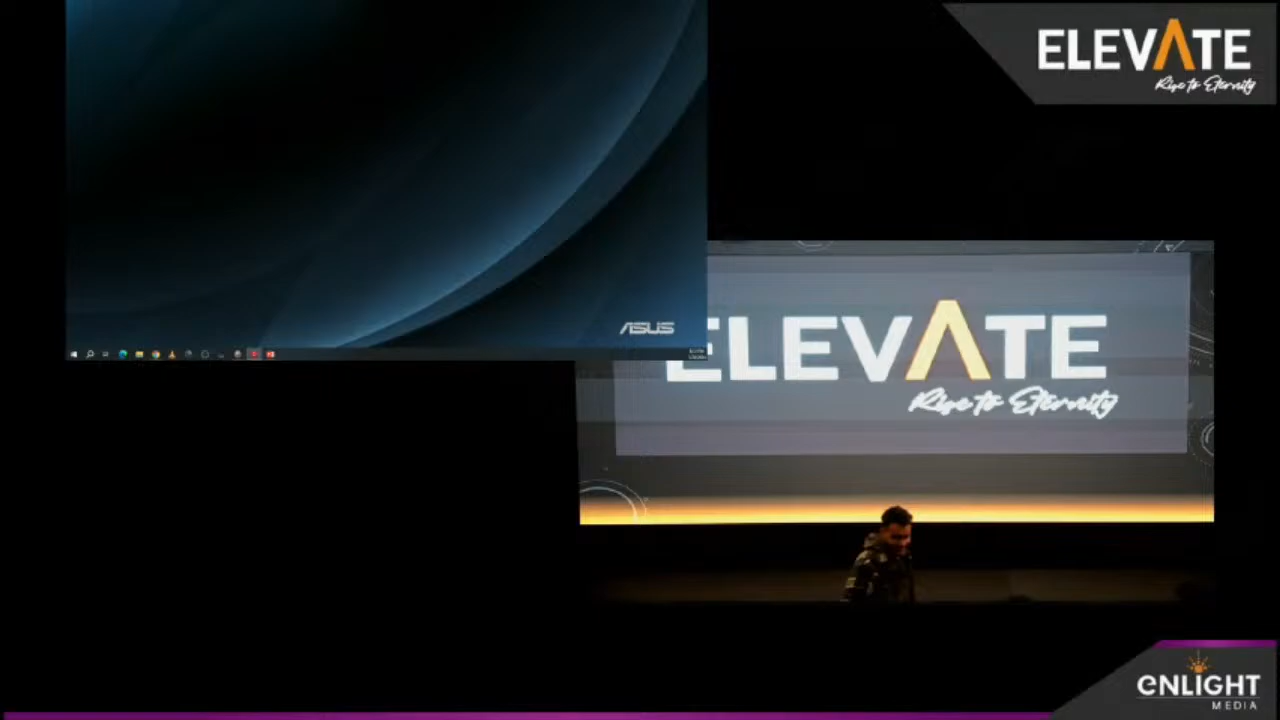 ELEVATE
Rise to Eternity
ASUS
ELEVATE
Rise to Eternity
eNLIGHT
MEDIA